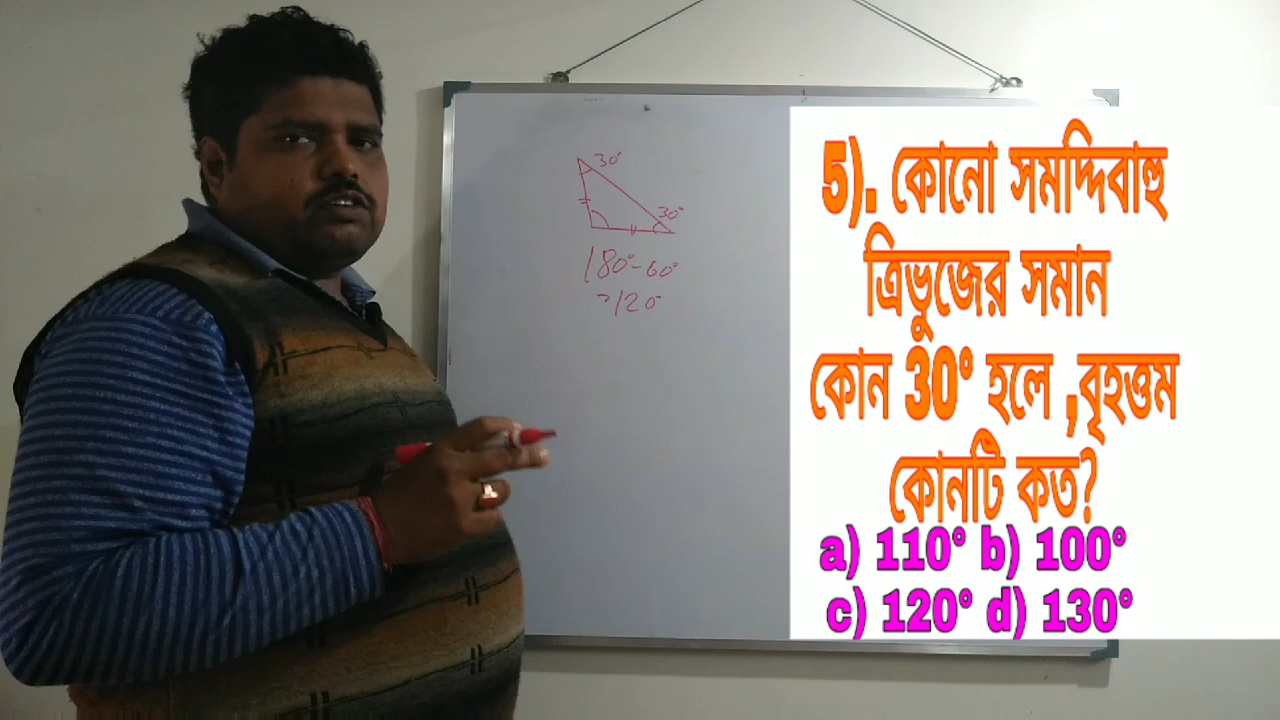 30°
30°
180°-60°
=120°
5). কোনো সমদ্দিবাহু
ত্রিভুজের সমান
কোন 30° হলে ,বৃহত্তম
কোনটি কত?
a) 110° b) 100°
c) 120° d) 130°